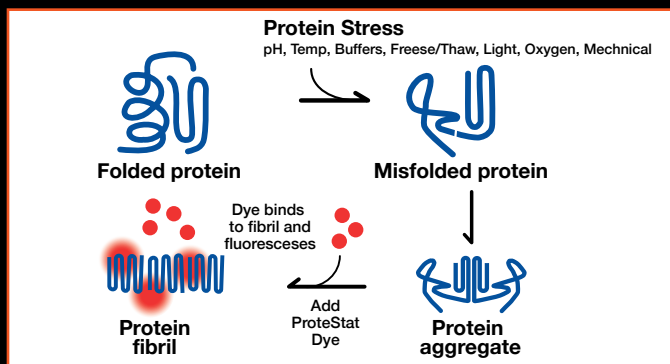 Protein Stress
pH, Temp, Buffers, Freeze/Thaw, Light, Oxygen, Mechnical
Folded protein
Misfolded protein
Dye binds
to fibril and
fluoresceses
Add
ProteStat
Dye
Protein
fibril
Protein
aggregate